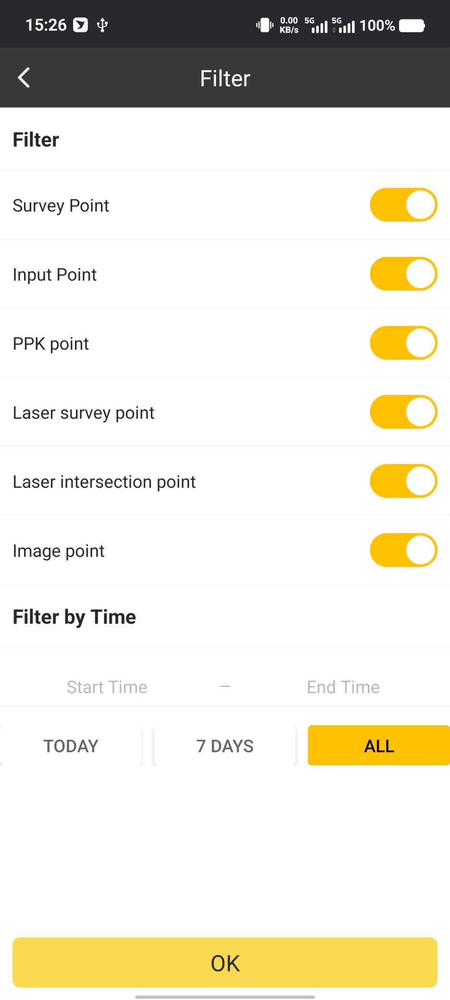 15:26 0.00 KB/s 5G 5G 100%
Filter
Filter
Survey Point
Input Point
PPK point
Laser survey point
Laser intersection point
Image point
Filter by Time
Start Time — End Time
TODAY 7 DAYS ALL
OK